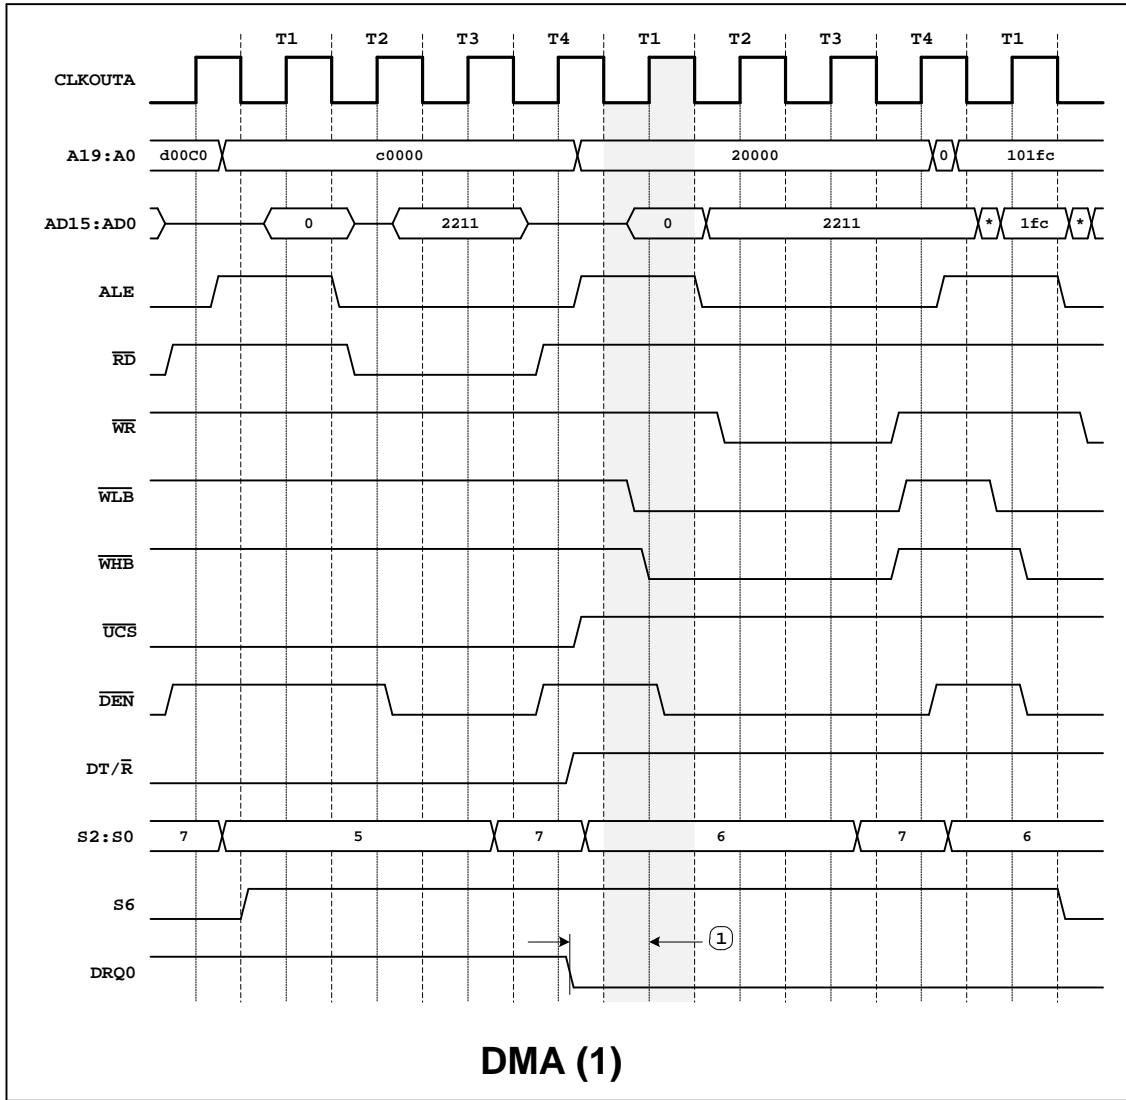 T1 T2 T3 T4 T1 T2 T3 T4 T1
CLKOUTA
A19:A0 d00C0 c0000 20000 0 101fc
AD15:AD0 0 2211 0 2211 * 1fc *
ALE
RD
WR
WLB
WHB
UCS
DEN
DT/R
S2:S0 7 5 7 6 7 6
S6
1
DRQ0
DMA (1)